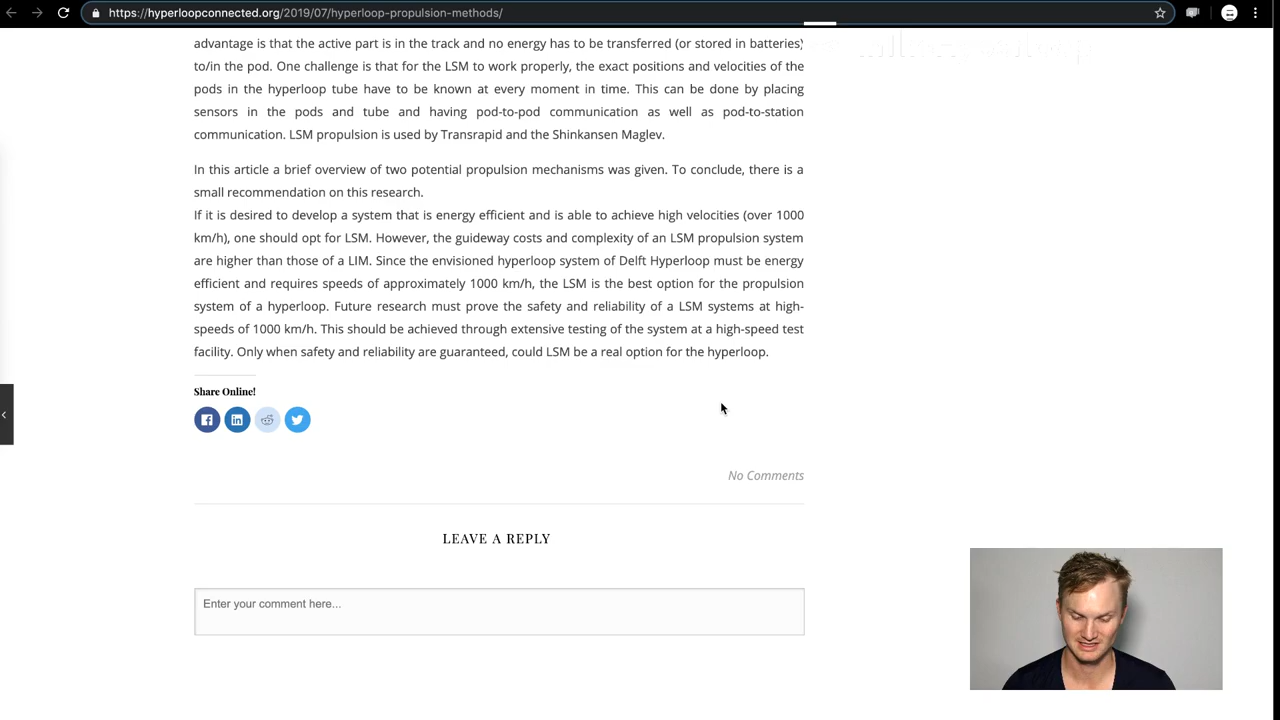 https://hyperloopconnected.org/2019/07/hyperloop-propulsion-methods/
advantage is that the active part is in the track and no energy has to be transferred (or stored in batteries)
to/in the pod. One challenge is that for the LSM to work properly, the exact positions and velocities of the
pods in the hyperloop tube have to be known at every moment in time. This can be done by placing
sensors in the pods and tube and having pod-to-pod communication as well as pod-to-station
communication. LSM propulsion is used by Transrapid and the Shinkansen Maglev.
In this article a brief overview of two potential propulsion mechanisms was given. To conclude, there is a
small recommendation on this research.
If it is desired to develop a system that is energy efficient and is able to achieve high velocities (over 1000
km/h), one should opt for LSM. However, the guideway costs and complexity of an LSM propulsion system
are higher than those of a LIM. Since the envisioned hyperloop system of Delft Hyperloop must be energy
efficient and requires speeds of approximately 1000 km/h, the LSM is the best option for the propulsion
system of a hyperloop. Future research must prove the safety and reliability of a LSM systems at high-
speeds of 1000 km/h. This should be achieved through extensive testing of the system at a high-speed test
facility. Only when safety and reliability are guaranteed, could LSM be a real option for the hyperloop.
Share Online!
No Comments
LEAVE A REPLY
Enter your comment here...